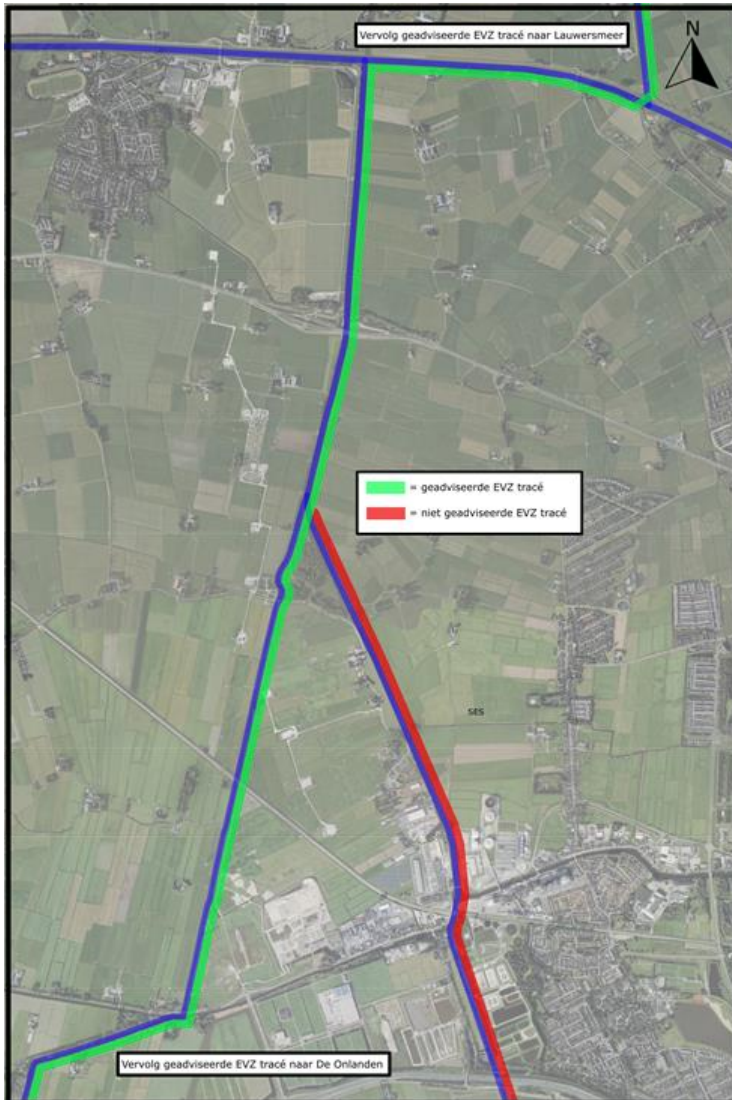 Vervolg geadviseerde EVZ tracé naar Lauwersmeer
N
= geadviseerde EVZ tracé
= niet geadviseerde EVZ tracé
SES
Vervolg geadviseerde EVZ tracé naar De Onlanden